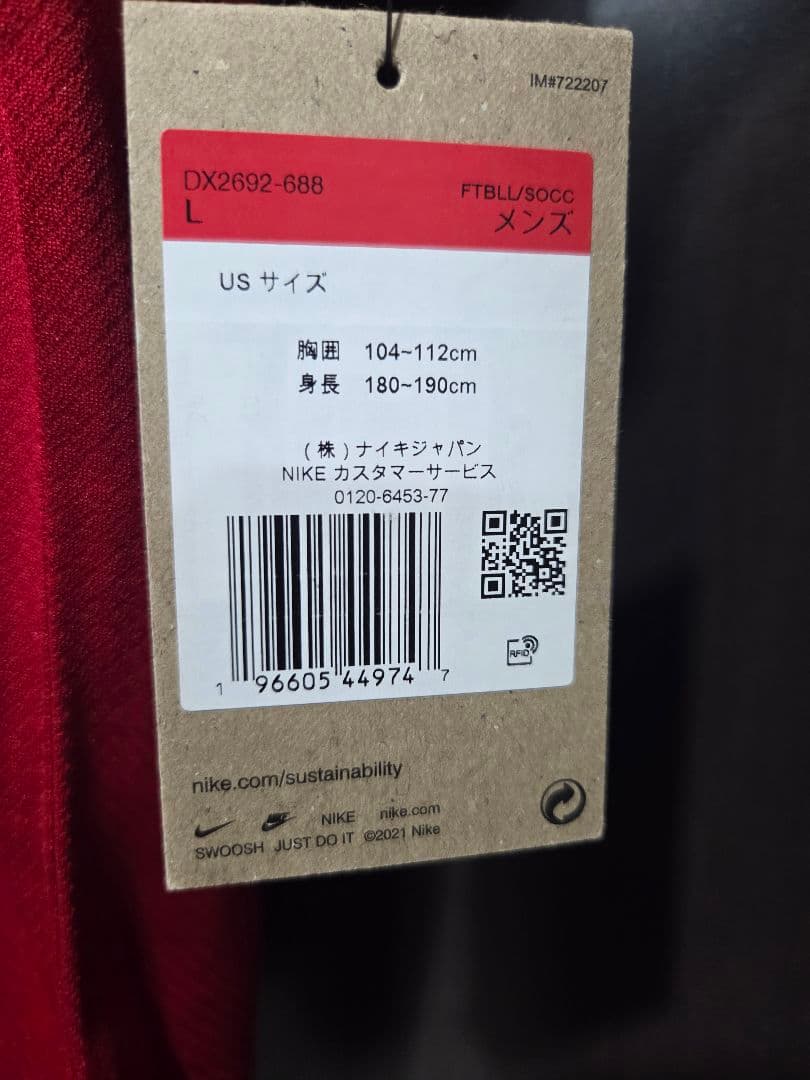 IM#722207
DX2692-688
FTBLL/SOCC
L
メンズ
US サイズ
胸囲 104~112cm
身長 180~190cm
(株)ナイキジャパン
NIKE カスタマーサービス
0120-6453-77
1 96605 44974 7
RFID
nike.com/sustainability
NIKE nike.com
SWOOSH JUST DO IT ©2021 Nike